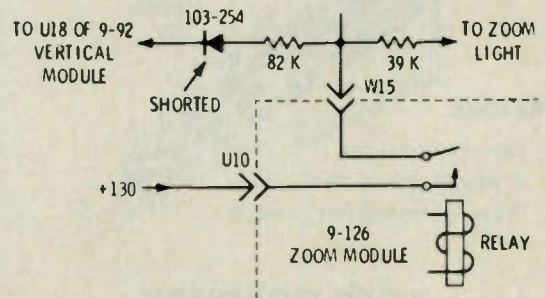 103-254
TO U18 OF 9-92
VERTICAL
MODULE
SHORTED
82 K
39 K
TO ZOOM
LIGHT
W15
U10
+130
9-126
ZOOM MODULE
RELAY